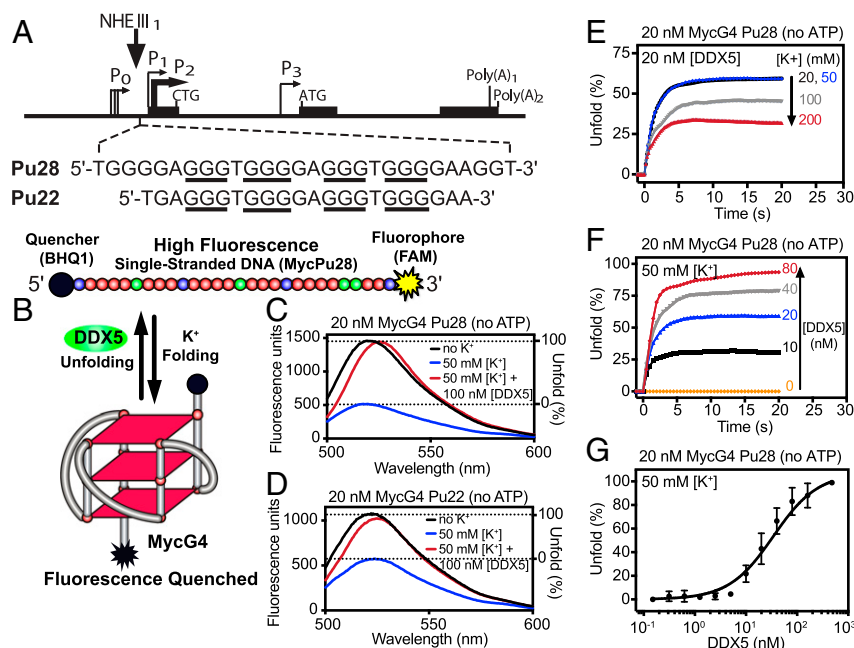 A
NHE III1
P0
P1
P2
P3
CTG
ATG
Poly(A)1
Poly(A)2
Pu28 5'-TGGGGAGGGTGGGGAGGGTGGGGAAGGT-3'
Pu22 5'-TGAGGGTGGGGAGGGTGGGGAA-3'
Quencher (BHQ1)
High Fluorescence
Single-Stranded DNA (MycPu28)
Fluorophore (FAM)
5'
3'
B
DDX5
Unfolding
K+
Folding
MycG4
Fluorescence Quenched
C
20 nM MycG4 Pu28 (no ATP)
Fluorescence units
1500
1000
500
0
no K+
50 mM [K+]
50 mM [K+] +
100 nM [DDX5]
100
0
Unfold (%)
500 550 600
Wavelength (nm)
D
20 nM MycG4 Pu22 (no ATP)
Fluorescence units
1000
500
0
no K+
50 mM [K+]
50 mM [K+] +
100 nM [DDX5]
100
0
Unfold (%)
500 550 600
Wavelength (nm)
E
20 nM MycG4 Pu28 (no ATP)
20 nM [DDX5]
[K+] (mM)
20, 50
100
200
Unfold (%)
75
50
25
0
0 5 10 15 20 25 30
Time (s)
F
20 nM MycG4 Pu28 (no ATP)
50 mM [K+]
80
40
20
10
0
[DDX5]
(nM)
Unfold (%)
100
75
50
25
0
0 5 10 15 20 25 30
Time (s)
G
20 nM MycG4 Pu28 (no ATP)
50 mM [K+]
Unfold (%)
100
80
60
40
20
0
10-1 100 101 102 103
DDX5 (nM)